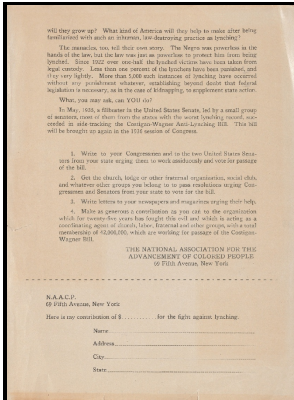 will they grow up? What kind of America will they help to make after being
familiarized with such an inhuman, law-destroying practice as lynching?
The manacles, too, tell their own story. The Negro was powerless in the
hands of the law, but the law was just as powerless to protect him from being
lynched. Since 1922 over one-half the lynched victims have been taken from
legal custody. Less than one percent of the lynchers have been punished, and
they very lightly. More than 5,000 such instances of lynching have occurred
without any punishment whatever, establishing beyond doubt that federal
legislation is necessary, as in the case of kidnapping, to supplement state action.
What, you may ask, can YOU do?
In May, 1935, a filibuster in the United States Senate, led by a small group
of senators, most of them from the states with the worst lynching record, suc-
ceeded in side-tracking the Costigan-Wagner Anti-Lynching Bill. This bill
will be brought up again in the 1936 session of Congress.
1. Write to your Congressman and to the two United States Sena-
tors from your state urging them to work assiduously and vote for passage
of the bill.
2. Get the church, lodge or other fraternal organization, social club,
and whatever other groups you belong to to pass resolutions urging Con-
gressmen and Senators from your state to vote for the bill.
3. Write letters to your newspapers and magazines urging their help.
4. Make as generous a contribution as you can to the organization
which for twenty-five years has fought this evil and which is acting as a
coordinating agent of church, labor, fraternal and other groups, with a total
membership of 42,000,000, which are working for passage of the Costigan-
Wagner Bill.
THE NATIONAL ASSOCIATION FOR THE
ADVANCEMENT OF COLORED PEOPLE
69 Fifth Avenue, New York
N.A.A.C.P.
69 Fifth Avenue, New York
Here is my contribution of $.......... for the fight against lynching:
Name
Address
City
State